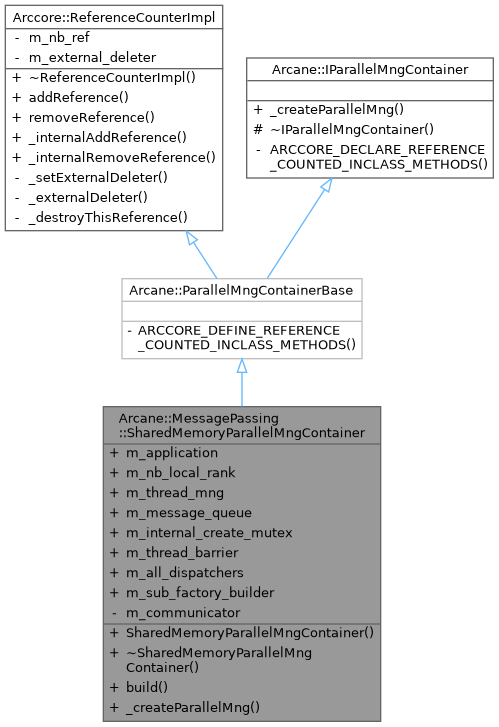 Arccore::ReferenceCounterImpl
- m_nb_ref
- m_external_deleter
+ ~ReferenceCounterImpl()
+ addReference()
+ removeReference()
+ _internalAddReference()
+ _internalRemoveReference()
- _setExternalDeleter()
- _externalDeleter()
- _destroyThisReference()
Arcane::IParallelMngContainer
+ _createParallelMng()
# ~IParallelMngContainer()
- ARCCORE_DECLARE_REFERENCE
_COUNTED_INCLASS_METHODS()
Arcane::ParallelMngContainerBase
- ARCCORE_DEFINE_REFERENCE
_COUNTED_INCLASS_METHODS()
Arcane::MessagePassing
::SharedMemoryParallelMngContainer
+ m_application
+ m_nb_local_rank
+ m_thread_mng
+ m_message_queue
+ m_internal_create_mutex
+ m_thread_barrier
+ m_all_dispatchers
+ m_sub_factory_builder
- m_communicator
+ SharedMemoryParallelMngContainer()
+ ~SharedMemoryParallelMng
Container()
+ build()
+ _createParallelMng()